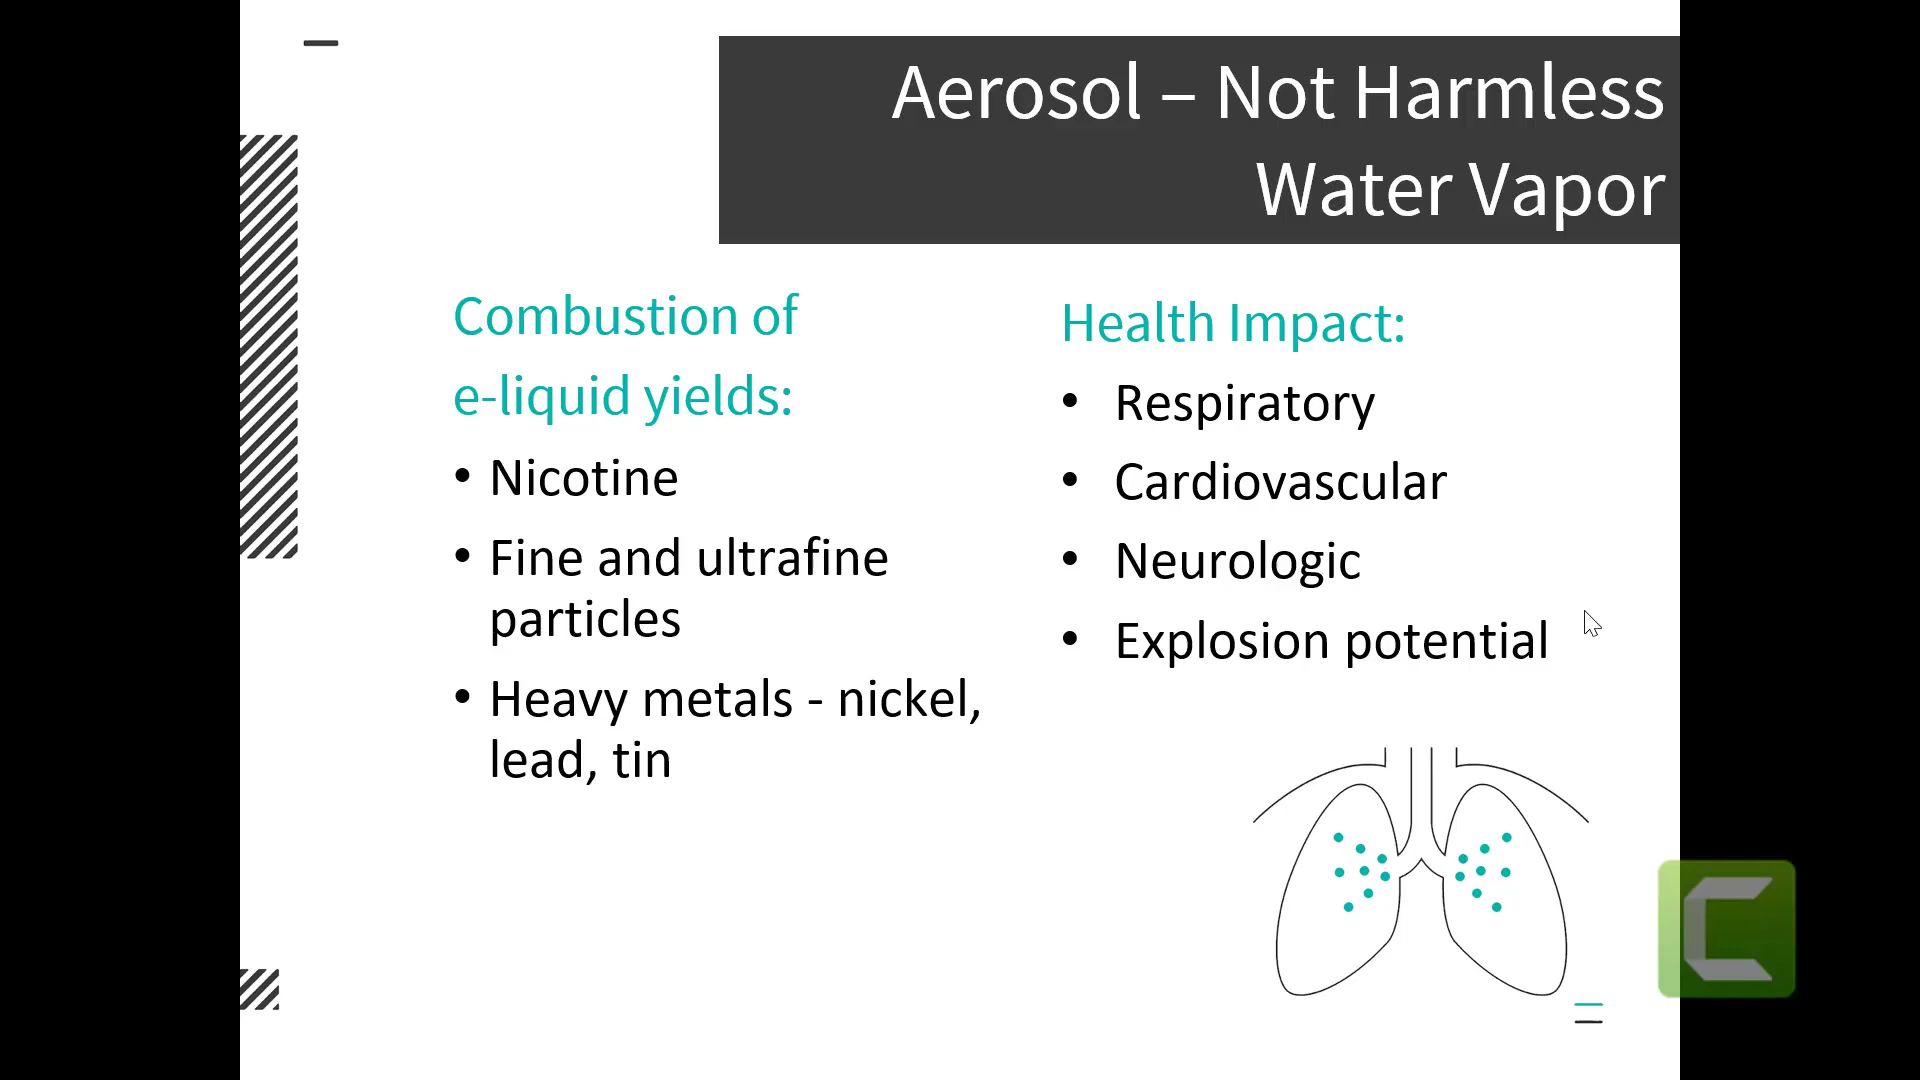 Aerosol – Not Harmless
Water Vapor
Combustion of
e-liquid yields:
• Nicotine
• Fine and ultrafine
particles
• Heavy metals - nickel,
lead, tin
Health Impact:
• Respiratory
• Cardiovascular
• Neurologic
• Explosion potential